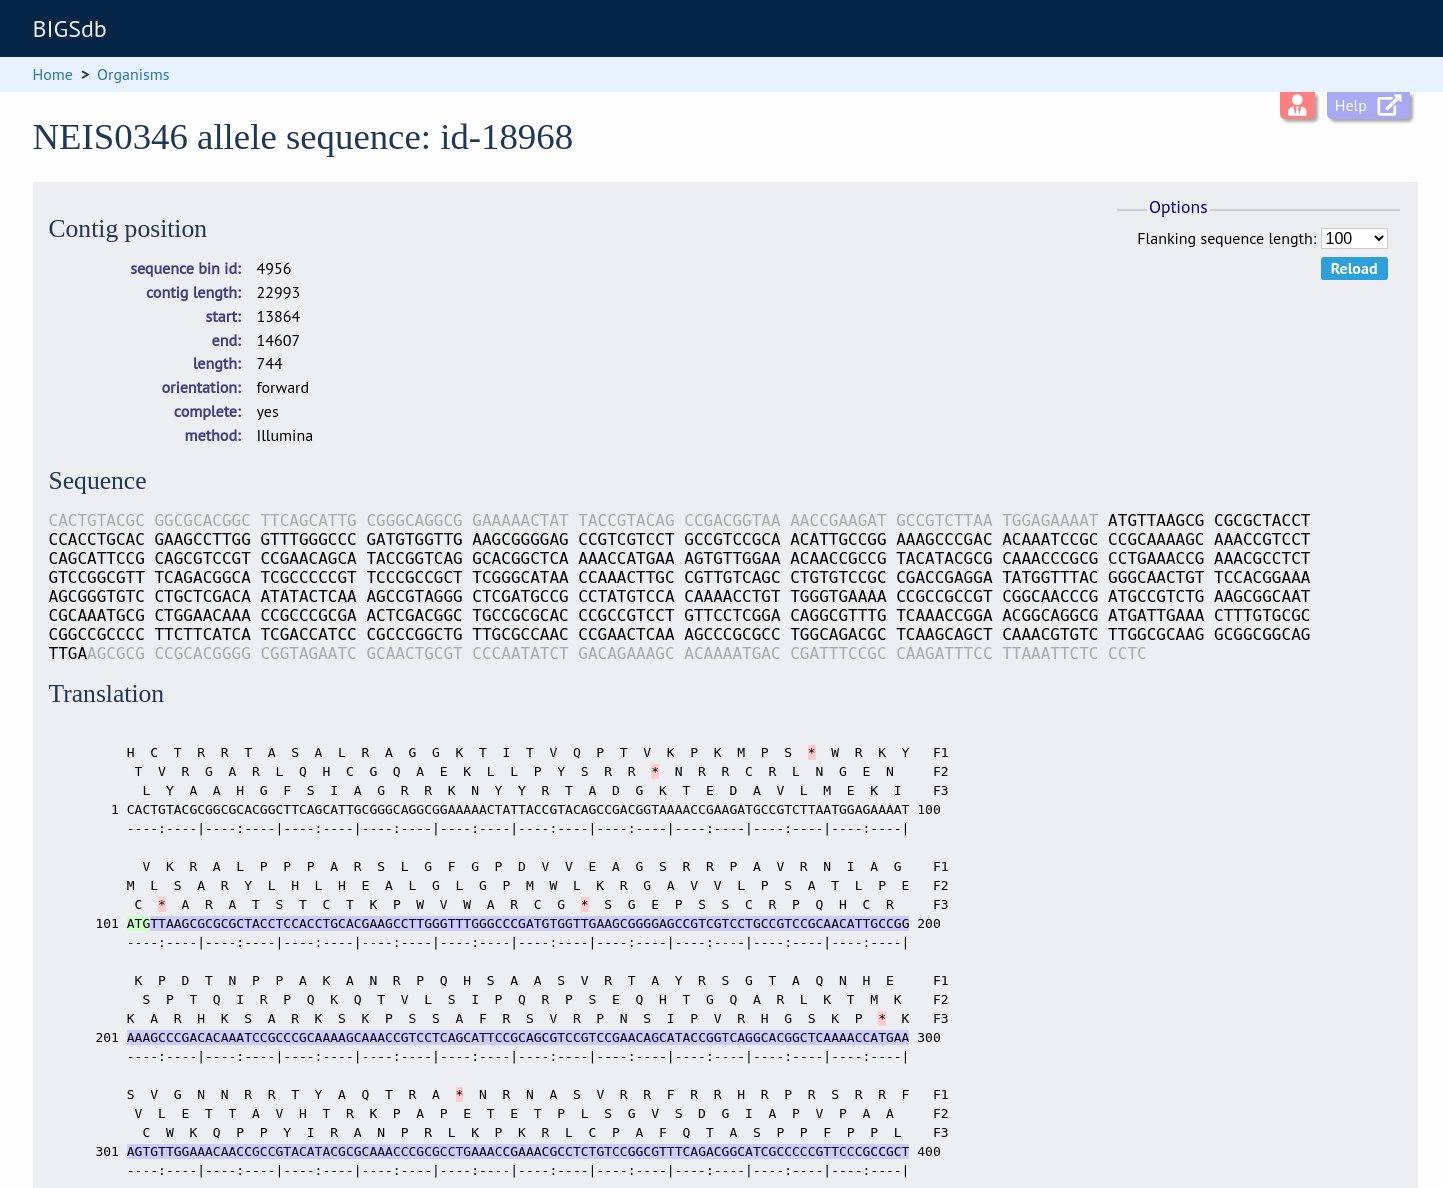 BIGSdb
Home > Organisms
Help
NEIS0346 allele sequence: id-18968
Options
Flanking sequence length: 100
Reload
Contig position
sequence bin id: 4956
contig length: 22993
start: 13864
end: 14607
length: 744
orientation: forward
complete: yes
method: Illumina
Sequence
CACTGTACGC GGCGCACGGC TTCAGCATTG CGGGCAGGCG GAAAAACTAT TACCGTACAG CCGACGGTAA AACCGAAGAT GCCGTCTTAA TGGAGAAAAT ATGTTAAGCG CGCGCTACCT
CCACCTGCAC GAAGCCTTGG GTTTGGGCCC GATGTGGTTG AAGCGGGGAG CCGTCGTCCT GCCGTCCGCA ACATTGCCGG AAAGCCCGAC ACAAATCCGC CCGCAAAAGC AAACCGTCCT
CAGCATTCCG CAGCGTCCGT CCGAACAGCA TACCGGTCAG GCACGGCTCA AAACCATGAA AGTGTTGGAA ACAACCGCCG TACATACGCG CAAACCCGCG CCTGAAACCG AAACGCCTCT
GTCCGGCGTT TCAGACGGCA TCGCCCCCGT TCCCGCCGCT TCGGGCATAA CCAAACTTGC CGTTGTCAGC CTGTGTCCGC CGACCGAGGA TATGGTTTAC GGGCAACTGT TCCACGGAAA
AGCGGGTGTC CTGCTCGACA ATATACTCAA AGCCGTAGGG CTCGATGCCG CCTATGTCCA CAAAACCTGT TGGGTGAAAA CCGCCGCCGT CGGCAACCCG ATGCCGTCTG AAGCGGCAAT
CGCAAATGCG CTGGAACAAA CCGCCCGCGA ACTCGACGGC TGCCGCGCAC CCGCCGTCCT GTTCCTCGGA CAGGCGTTTG TCAAACCGGA ACGGCAGGCG ATGATTGAAA CTTTGTGCGC
CGGCCGCCCC TTCTTCATCA TCGACCATCC CGCCCGGCTG TTGCGCCAAC CCGAACTCAA AGCCCGCGCC TGGCAGACGC TCAAGCAGCT CAAACGTGTC TTGGCGCAAG GCGGCGGCAG
TTGAAGCGCG CCGCACGGGG CGGTAGAATC GCAACTGCGT CCCAATATCT GACAGAAAGC ACAAAATGAC CGATTTCCGC CAAGATTTCC TTAAATTCTC CCTC
Translation
H C T R R T A S A L R A G G K T I T V Q P T V K P K M P S * W R K Y F1
T V R G A R L Q H C G Q A E K L L P Y S R R * N R R C R L N G E N F2
L Y A A H G F S I A G R R K N Y Y R T A D G K T E D A V L M E K I F3
1 CACTGTACGCGGCGCACGGCTTCAGCATTGCGGGCAGGCGGAAAAACTATTACCGTACAGCCGACGGTAAAACCGAAGATGCCGTCTTAATGGAGAAAAT 100
----:----|----:----|----:----|----:----|----:----|----:----|----:----|----:----|----:----|----:----|
V K R A L P P P A R S L G F G P D V V E A G S R R P A V R N I A G F1
M L S A R Y L H L H E A L G L G P M W L K R G A V V L P S A T L P E F2
C * A R A T S T C T K P W V W A R C G * S G E P S S C R P Q H C R F3
101 ATGTTAAGCGCGCGCTACCTCCACCTGCACGAAGCCTTGGGTTTGGGCCCGATGTGGTTGAAGCGGGGAGCCGTCGTCCTGCCGTCCGCAACATTGCCGG 200
----:----|----:----|----:----|----:----|----:----|----:----|----:----|----:----|----:----|----:----|
K P D T N P P A K A N R P Q H S A A S V R T A Y R S G T A Q N H E F1
S P T Q I R P Q K Q T V L S I P Q R P S E Q H T G Q A R L K T M K F2
K A R H K S A R K S K P S S A F R S V R P N S I P V R H G S K P * K F3
201 AAAGCCCGACACAAATCCGCCCGCAAAAGCAAACCGTCCTCAGCATTCCGCAGCGTCCGTCCGAACAGCATACCGGTCAGGCACGGCTCAAAACCATGAA 300
----:----|----:----|----:----|----:----|----:----|----:----|----:----|----:----|----:----|----:----|
S V G N N R R T Y A Q T R A * N R N A S V R R F R R H R P R S R R F F1
V L E T T A V H T R K P A P E T E T P L S G V S D G I A P V P A A F2
C W K Q P P Y I R A N P R L K P K R L C P A F Q T A S P P F P P L F3
301 AGTGTTGGAAACAACCGCCGTACATACGCGCAAACCCGCGCCTGAAACCGAAACGCCTCTGTCCGGCGTTTCAGACGGCATCGCCCCCGTTCCCGCCGCT 400
----:----|----:----|----:----|----:----|----:----|----:----|----:----|----:----|----:----|----:----|